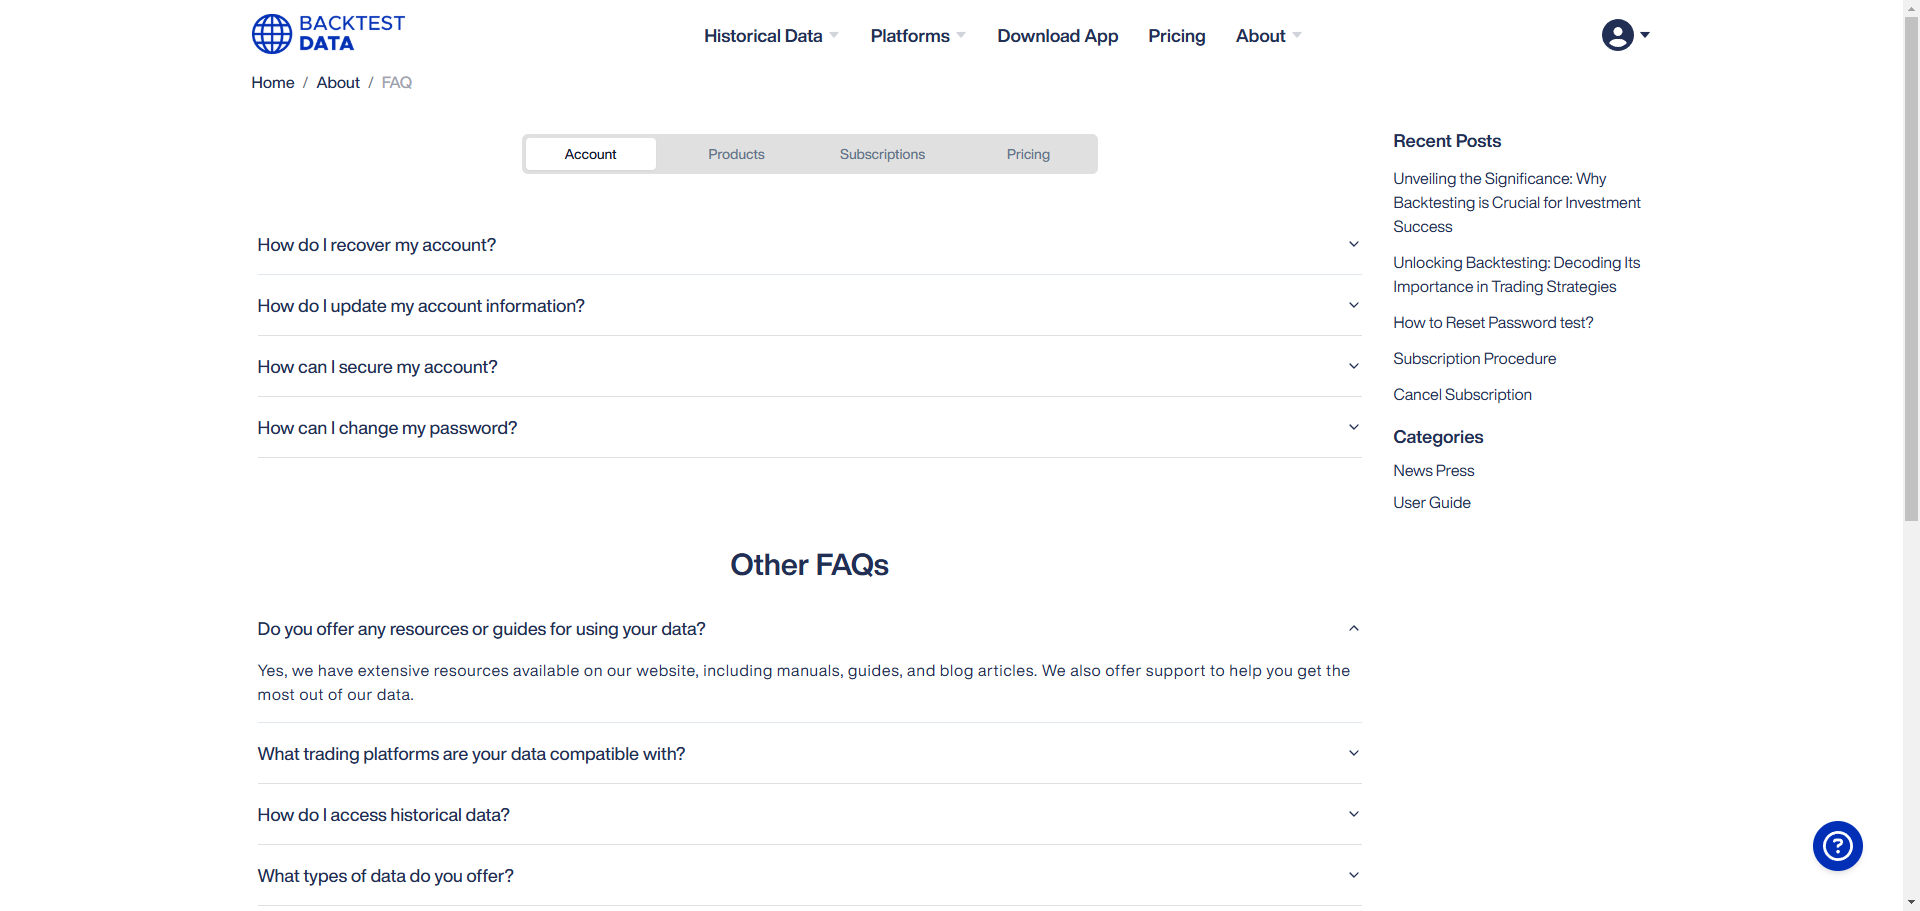 BACKTEST
DATA
Historical Data
Platforms
Download App
Pricing
About
Home / About / FAQ
Account
Products
Subscriptions
Pricing
How do I recover my account?
How do I update my account information?
How can I secure my account?
How can I change my password?
Recent Posts
Unveiling the Significance: Why
Backtesting is Crucial for Investment
Success
Unlocking Backtesting: Decoding Its
Importance in Trading Strategies
How to Reset Password test?
Subscription Procedure
Cancel Subscription
Categories
News Press
User Guide
Other FAQs
Do you offer any resources or guides for using your data?
Yes, we have extensive resources available on our website, including manuals, guides, and blog articles. We also offer support to help you get the
most out of our data.
What trading platforms are your data compatible with?
How do I access historical data?
What types of data do you offer?
?